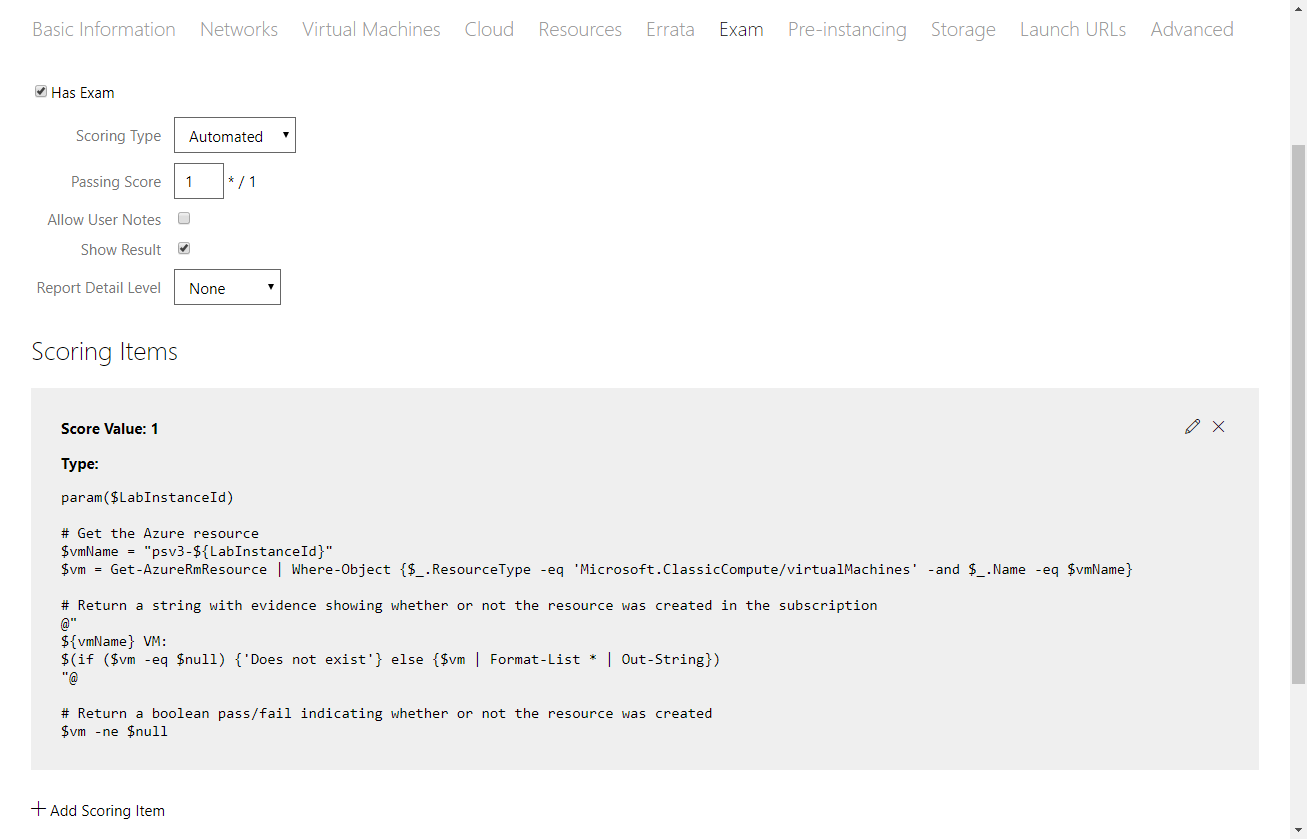 Basic Information Networks Virtual Machines Cloud Resources Errata Exam Pre-instancing Storage Launch URLs Advanced
Has Exam
Scoring Type Automated
Passing Score 1 * / 1
Allow User Notes
Show Result
Report Detail Level None
Scoring Items
Score Value: 1
Type:
param($LabInstanceId)
# Get the Azure resource
$vmName = "psv3-${LabInstanceId}"
$vm = Get-AzureRmResource | Where-Object {$_.ResourceType -eq 'Microsoft.ClassicCompute/virtualMachines' -and $_.Name -eq $vmName}
# Return a string with evidence showing whether or not the resource was created in the subscription
@"
${vmName} VM:
$(if ($vm -eq $null) {'Does not exist'} else {$vm | Format-List * | Out-String})
"@
# Return a boolean pass/fail indicating whether or not the resource was created
$vm -ne $null
Add Scoring Item